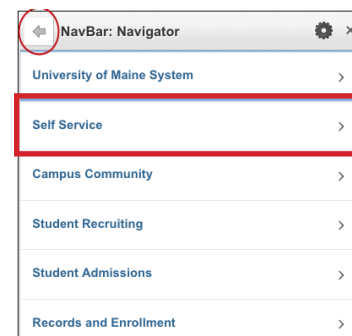 NavBar: Navigator
University of Maine System
Self Service
Campus Community
Student Recruiting
Student Admissions
Records and Enrollment